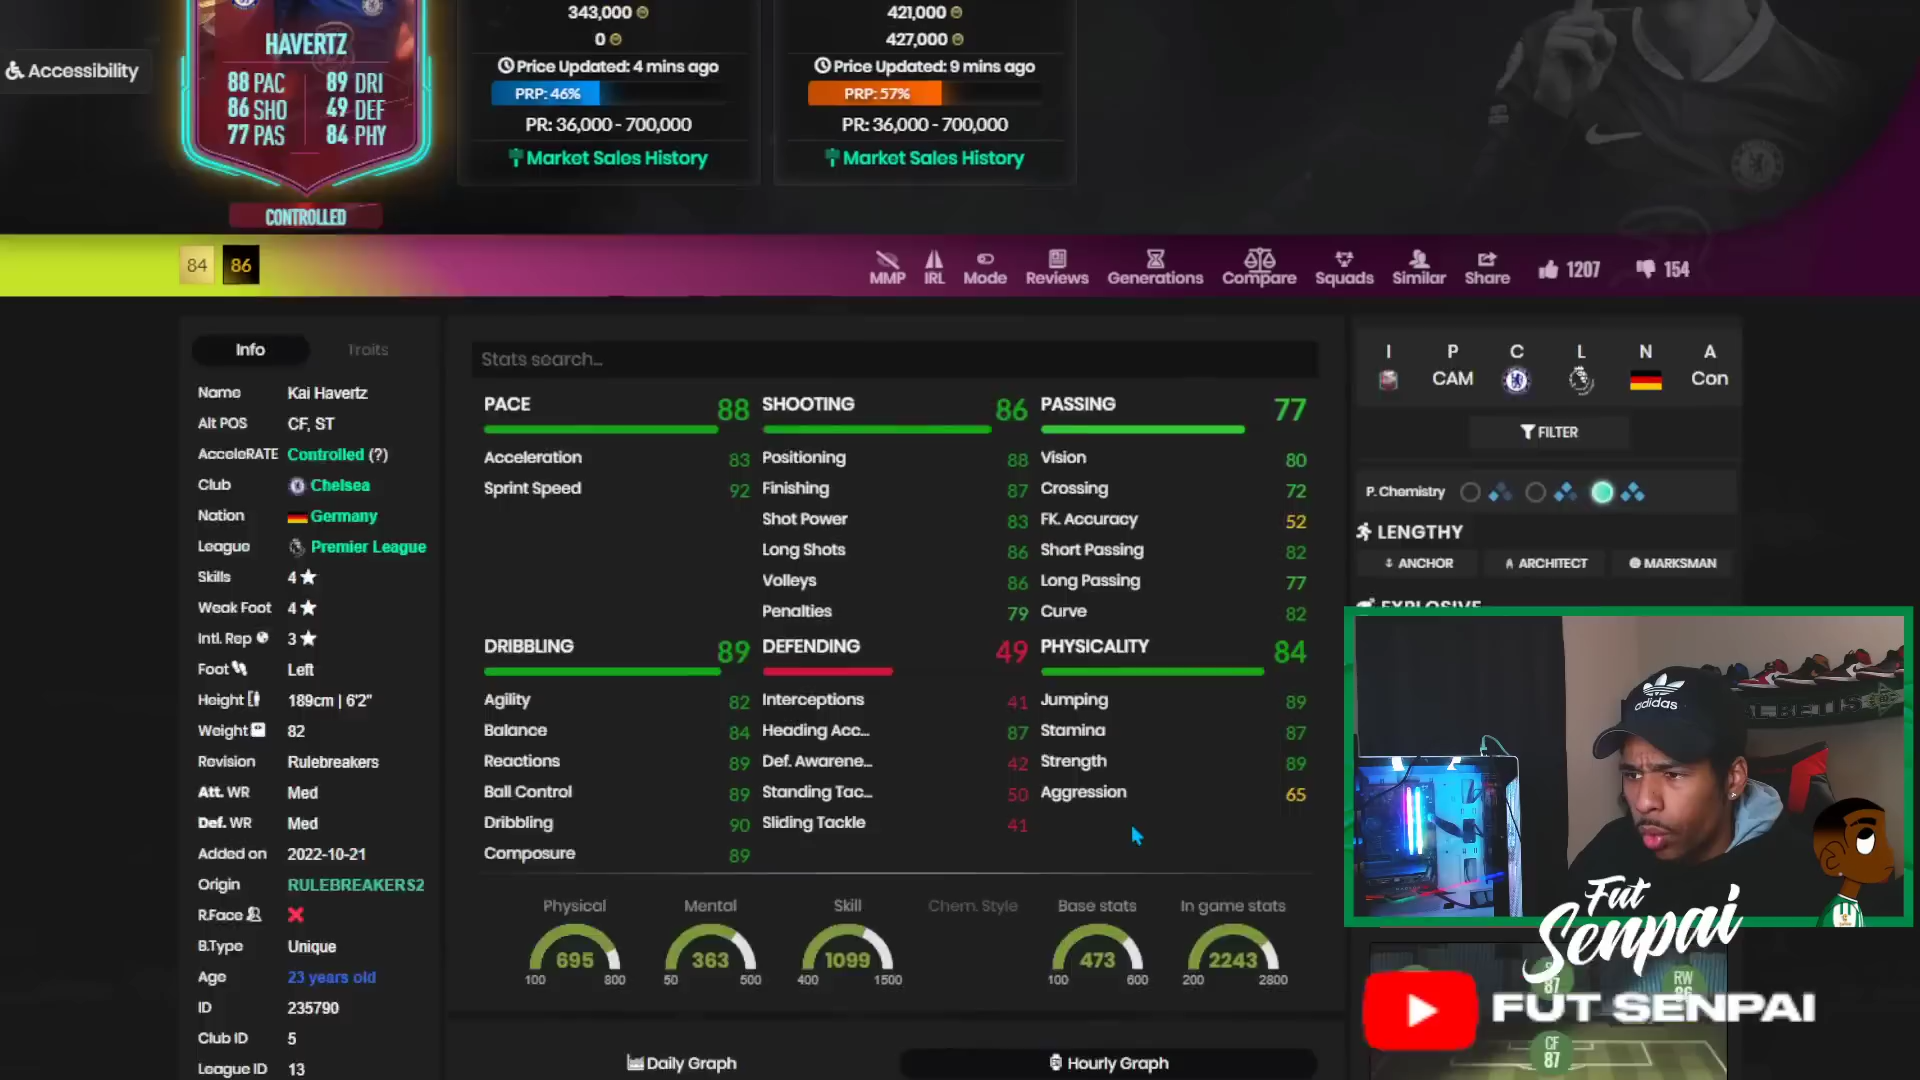 Accessibility
HAVERTZ
88 PAC 89 DRI
86 SHO 49 DEF
77 PAS 84 PHY
CONTROLLED
343,000
0
Price Updated: 4 mins ago
PRP: 46%
PR: 36,000 - 700,000
Market Sales History
421,000
427,000
Price Updated: 9 mins ago
PRP: 57%
PR: 36,000 - 700,000
Market Sales History
84 86
MMP IRL Mode Reviews Generations Compare Squads Similar Share 1207 154
Info Traits
Name Kai Havertz
Alt POS CF, ST
AcceleRATE Controlled (?)
Club Chelsea
Nation Germany
League Premier League
Skills 4
Weak Foot 4
Intl. Rep 3
Foot Left
Height 189cm | 6'2"
Weight 82
Revision Rulebreakers
Att. WR Med
Def. WR Med
Added on 2022-10-21
Origin RULEBREAKERS2
R.Face
B.Type Unique
Age 23 years old
ID 235790
Club ID 5
League ID 13
Stats search...
PACE 88
Acceleration 83
Sprint Speed 92
SHOOTING 86
Positioning 88
Finishing 87
Shot Power 83
Long Shots 86
Volleys 86
Penalties 79
PASSING 77
Vision 80
Crossing 72
FK. Accuracy 52
Short Passing 82
Long Passing 77
Curve 82
DRIBBLING 89
Agility 82
Balance 84
Reactions 89
Ball Control 89
Dribbling 90
Composure 89
DEFENDING 49
Interceptions 41
Heading Acc... 87
Def. Awarene... 42
Standing Tac... 50
Sliding Tackle 41
PHYSICALITY 84
Jumping 89
Stamina 87
Strength 89
Aggression 65
Physical Mental Skill Chem. Style Base stats In game stats
695 363 1099 473 2243
100 800 50 500 400 1500 100 600 200 2800
Daily Graph Hourly Graph
I P C L N A
CAM Con
FILTER
P. Chemistry
LENGTHY
ANCHOR ARCHITECT MARKSMAN
EXPLOSIVE
adidas
Fut
Senpai
87
RW
86
FUT SENPAI
CF
87